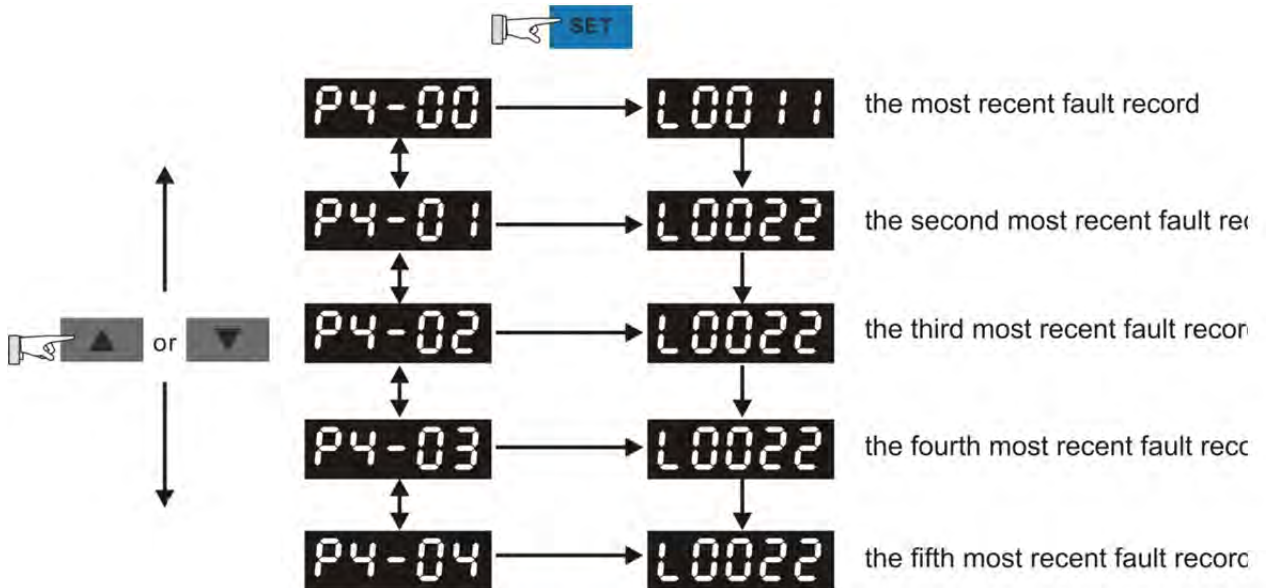 SET
P4-00 L0011 the most recent fault record
P4-01 L0022 the second most recent fault
P4-02 L0022 the third most recent fault
or
P4-03 L0022 the fourth most recent fault
P4-04 L0022 the fifth most recent fault